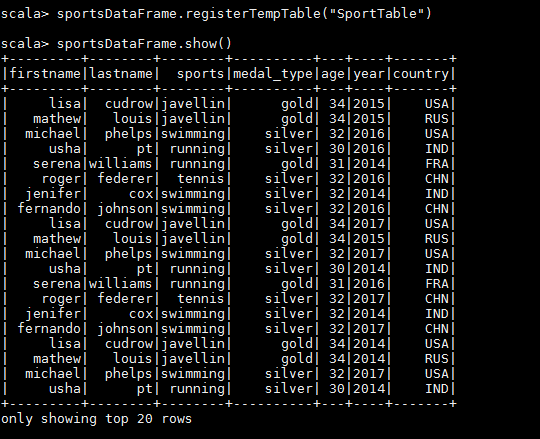 scala> sportsDataFrame.registerTempTable("SportTable")
scala> sportsDataFrame.show()
+---------+--------+--------+----------+---+----+-------+
|firstname|lastname|  sports|medal_type|age|year|country|
+---------+--------+--------+----------+---+----+-------+
|     lisa|  cudrow|javellin|      gold| 34|2015|    USA|
|   mathew|   louis|javellin|      gold| 34|2015|    RUS|
|  michael|  phelps|swimming|    silver| 32|2016|    USA|
|     usha|      pt| running|    silver| 30|2016|    IND|
|   serena|williams| running|      gold| 31|2014|    FRA|
|    roger| federer|  tennis|    silver| 32|2016|    CHN|
|  jenifer|     cox|swimming|    silver| 32|2014|    IND|
| fernando| johnson|swimming|    silver| 32|2016|    CHN|
|     lisa|  cudrow|javellin|      gold| 34|2017|    USA|
|   mathew|   louis|javellin|      gold| 34|2015|    RUS|
|  michael|  phelps|swimming|    silver| 32|2017|    USA|
|     usha|      pt| running|    silver| 30|2014|    IND|
|   serena|williams| running|      gold| 31|2016|    FRA|
|    roger| federer|  tennis|    silver| 32|2017|    CHN|
|  jenifer|     cox|swimming|    silver| 32|2014|    IND|
| fernando| johnson|swimming|    silver| 32|2017|    CHN|
|     lisa|  cudrow|javellin|      gold| 34|2014|    USA|
|   mathew|   louis|javellin|      gold| 34|2014|    RUS|
|  michael|  phelps|swimming|    silver| 32|2017|    USA|
|     usha|      pt| running|    silver| 30|2014|    IND|
+---------+--------+--------+----------+---+----+-------+
only showing top 20 rows